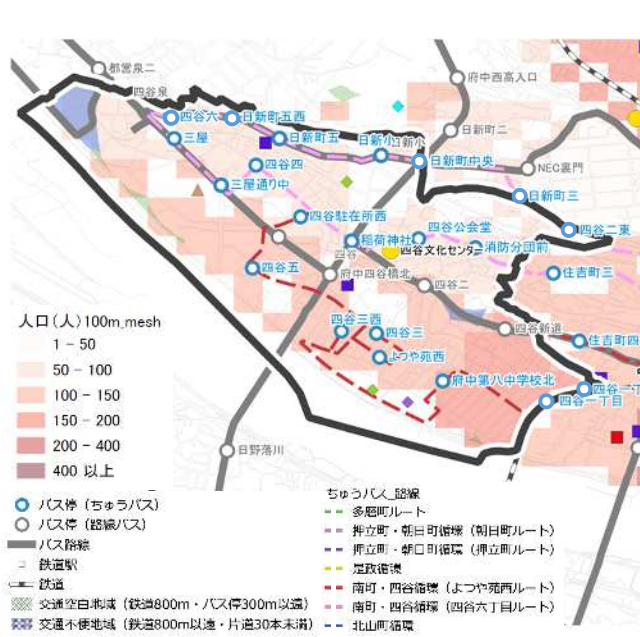 都営泉二
府中西高入口
四谷泉
四谷六
日新町五西
日新町二
三屋
日新町五
日新小
日新小
日新町中央
四谷四
NEC裏門
三屋通り中
日新町三
四谷駐在所西
四谷公会堂
四谷二東
稲荷神社
消防分団前
四谷
四谷文化センター
四谷五
府中四谷橋北
住吉町三
四谷二
人口(人)100m_mesh
1 - 50
50 - 100
100 - 150
150 - 200
200 - 400
400 以上
四谷三西
四谷三
四谷新道
住吉町四
よつや苑西
府中第八中学校北
四谷一丁
四谷一丁目
日野落川
バス停(ちゅうバス)
バス停(路線バス)
バス路線
鉄道駅
鉄道
交通空白地域(鉄道800m・バス停300m以遠)
交通不便地域(鉄道800m以遠・片道30本未満)
ちゅうバス_路線
多磨町ルート
押立町・朝日町循環(朝日町ルート)
押立町・朝日町循環(押立町ルート)
是政循環
南町・四谷循環(よつや苑西ルート)
南町・四谷循環(四谷六丁目ルート)
北山町循環